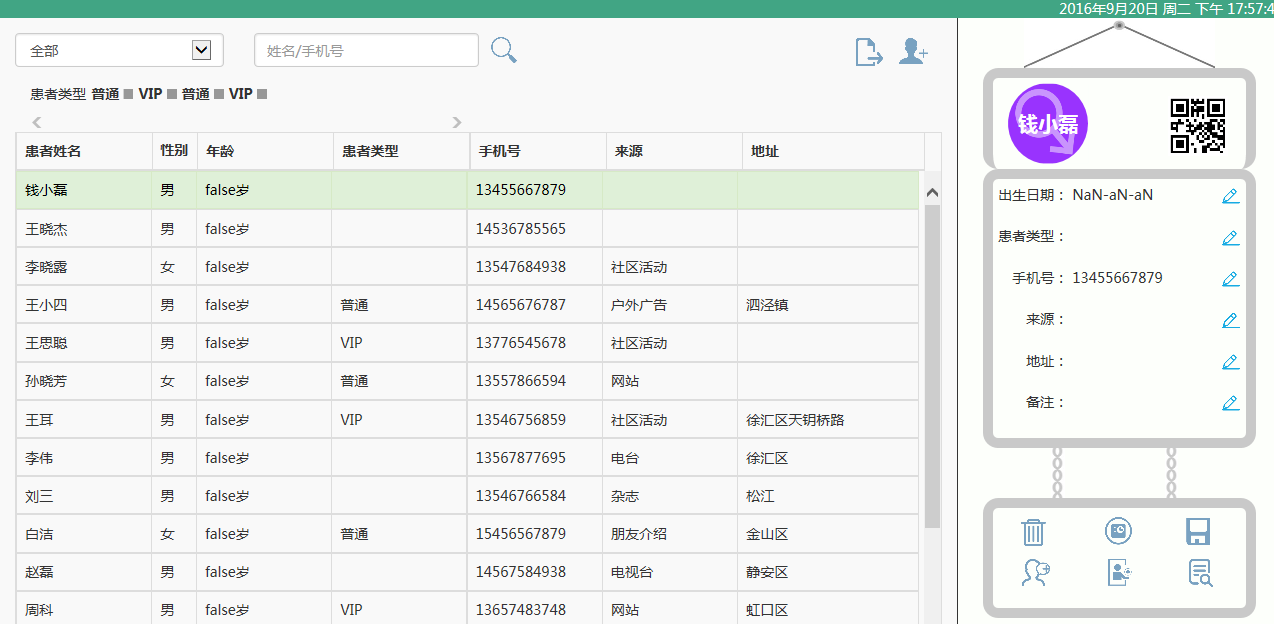 2016年9月20日 周二 下午 17:57:4
全部
姓名/手机号
患者类型 普通 VIP 普通 VIP
患者姓名 性别 年龄 患者类型 手机号 来源 地址
钱小磊 男 false岁 13455667879
王晓杰 男 false岁 14536785565
李晓露 女 false岁 13547684938 社区活动
王小四 男 false岁 普通 14565676787 户外广告 泗泾镇
王思聪 男 false岁 VIP 13776545678 社区活动
孙晓芳 女 false岁 普通 13557866594 网站
王耳 男 false岁 VIP 13546756859 社区活动 徐汇区天钥桥路
李伟 男 false岁 13567877695 电台 徐汇区
刘三 男 false岁 13546766584 杂志 松江
白洁 女 false岁 普通 15456567879 朋友介绍 金山区
赵磊 男 false岁 14567584938 电视台 静安区
周科 男 false岁 VIP 13657483748 网站 虹口区
钱小磊
出生日期： NaN-aN-aN
患者类型：
手机号： 13455667879
来源：
地址：
备注：